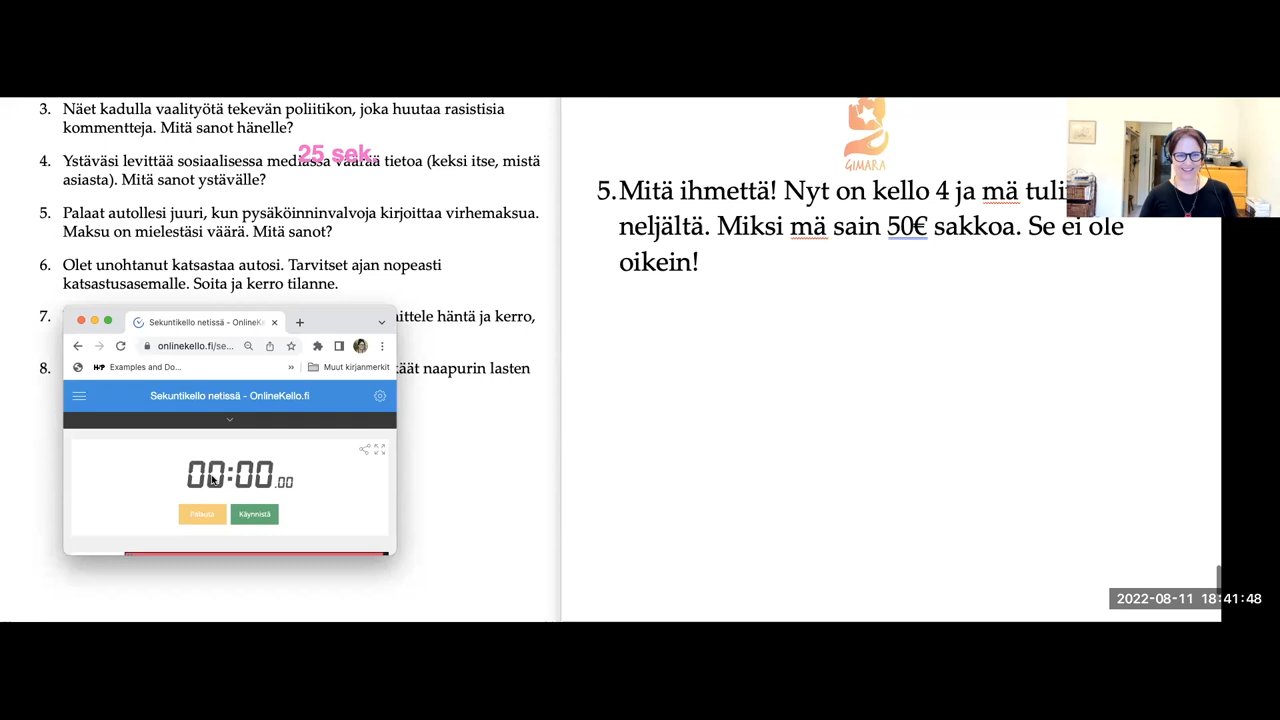 3. Näet kadulla vaalityötä tekevän poliitikon, joka huutaa rasistisia
kommentteja. Mitä sanot hänelle?
25 sek
4. Ystäväsi levittää sosiaalisessa mediassa väärää tietoa (keksi itse, mistä
asiasta). Mitä sanot ystävälle?
5. Palaat autollesi juuri, kun pysäköinninvalvoja kirjoittaa virhemaksua.
Maksu on mielestäsi väärä. Mitä sanot?
6. Olet unohtanut katsastaa autosi. Tarvitset ajan nopeasti
katsastusasemalle. Soita ja kerro tilanne.
7. häntä ja kerro,
8. naapurin lasten
Sekuntikello netissä - OnlineKe
onlinekello.fi/se...
Examples and Do... » Muut kirjanmerkit
Sekuntikello netissä - OnlineKello.fi
00:00.00
Palauta Käynnistä
GIMARA
5. Mitä ihmettä! Nyt on kello 4 ja mä
neljältä. Miksi mä sain 50€ sakkoa. Se ei ole
oikein!
2022-08-11 18:41:48